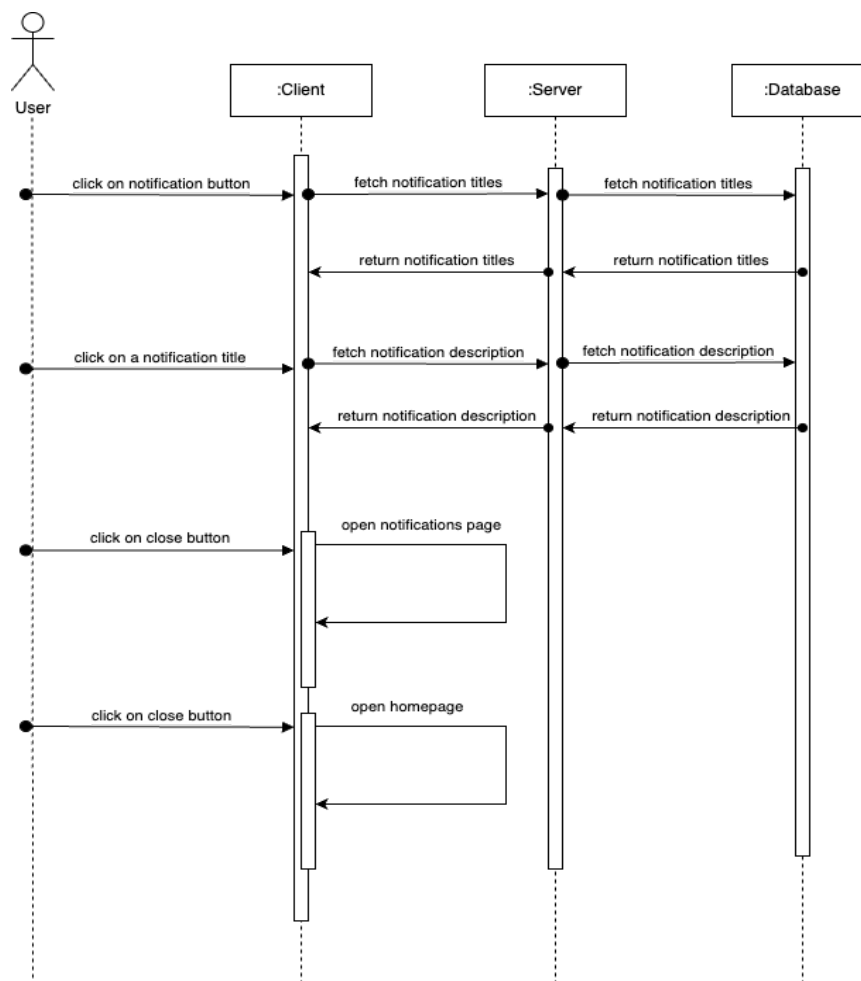 User
:Client
:Server
:Database
click on notification button
fetch notification titles
fetch notification titles
return notification titles
return notification titles
click on a notification title
fetch notification description
fetch notification description
return notification description
return notification description
click on close button
open notifications page
click on close button
open homepage